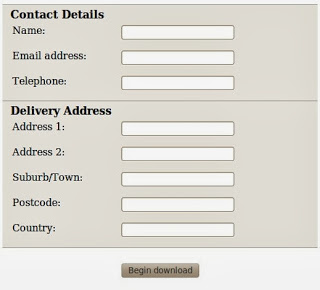 Contact Details
Name:
Email address:
Telephone:
Delivery Address
Address 1:
Address 2:
Suburb/Town:
Postcode:
Country:
Begin download